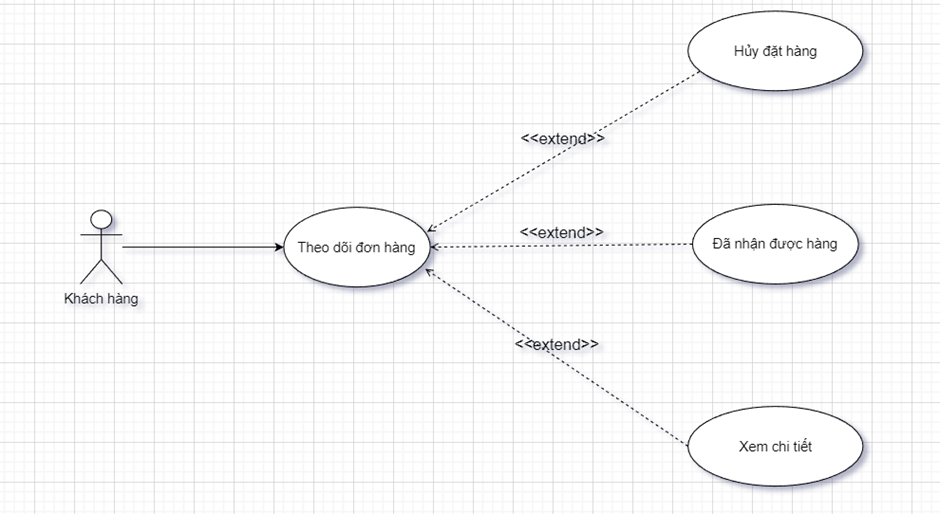 Hủy đặt hàng
<<extend>>
<<extend>>
Đã nhận được hàng
Theo dõi đơn hàng
Khách hàng
<<extend>>
Xem chi tiết